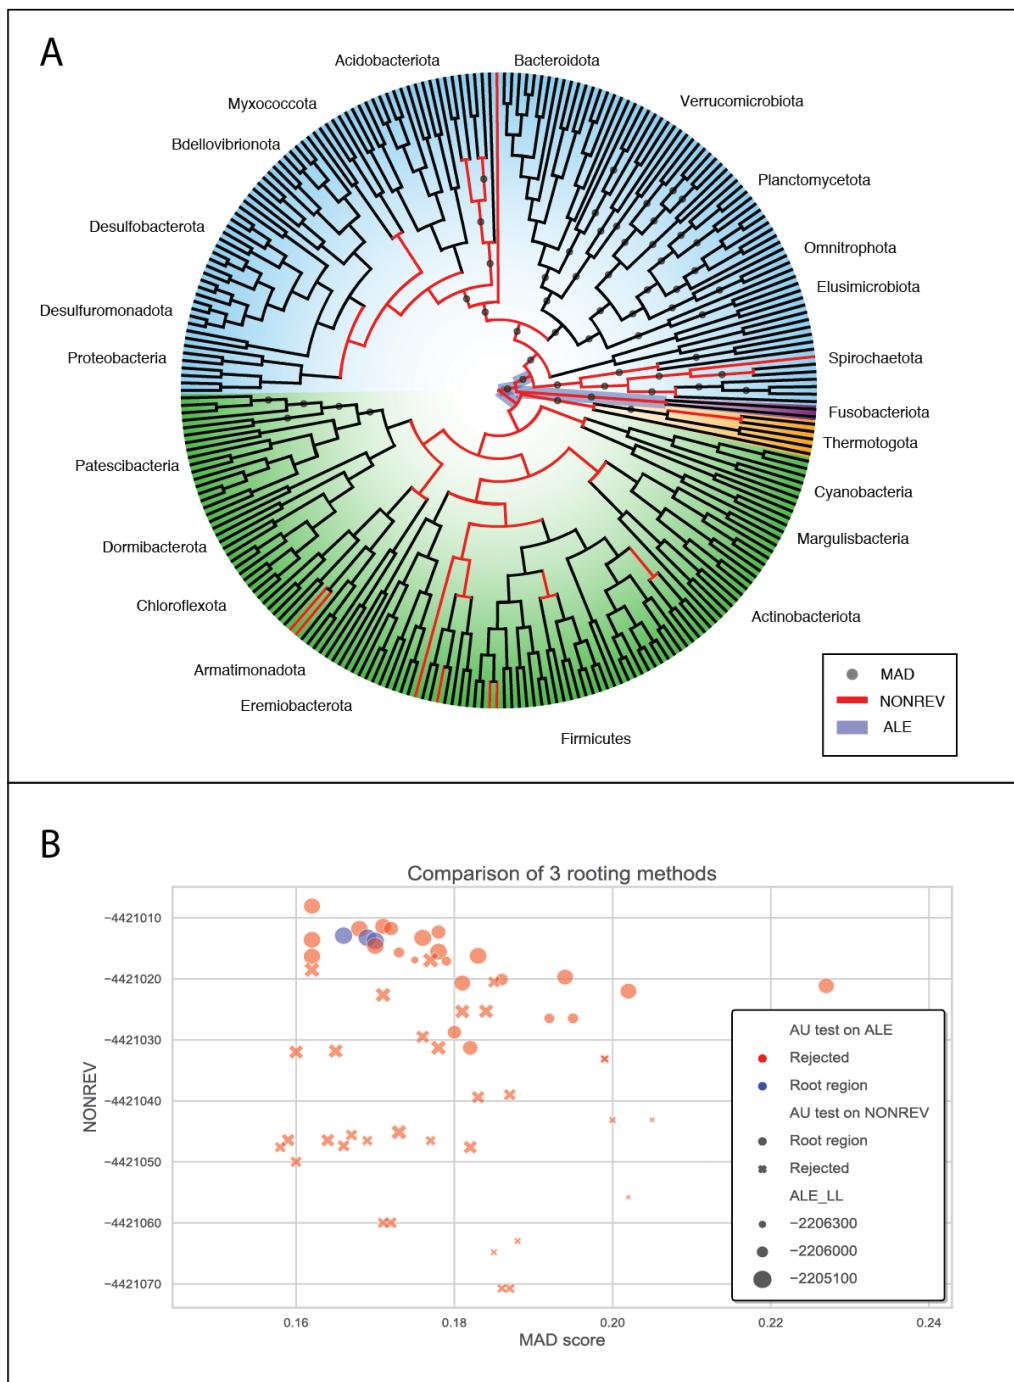 A
Acidobacteriota
Bacteroidota
Myxococcota
Verrucomicrobiota
Bdellovibrionota
Planctomycetota
Desulfobacterota
Omnitrophota
Elusimicrobiota
Desulfuromonadota
Proteobacteria
Spirochaetota
Fusobacteriota
Thermotogota
Patescibacteria
Cyanobacteria
Margulisbacteria
Dormibacterota
Chloroflexota
Actinobacteriota
Armatimonadota
Eremiobacterota
Firmicutes
MAD
NONREV
ALE
B
Comparison of 3 rooting methods
−4421010
−4421020
−4421030
−4421040
−4421050
−4421060
−4421070
NONREV
AU test on ALE
Rejected
Root region
AU test on NONREV
Root region
Rejected
ALE_LL
−2206300
−2206000
−2205100
0.16
0.18
0.20
0.22
0.24
MAD score